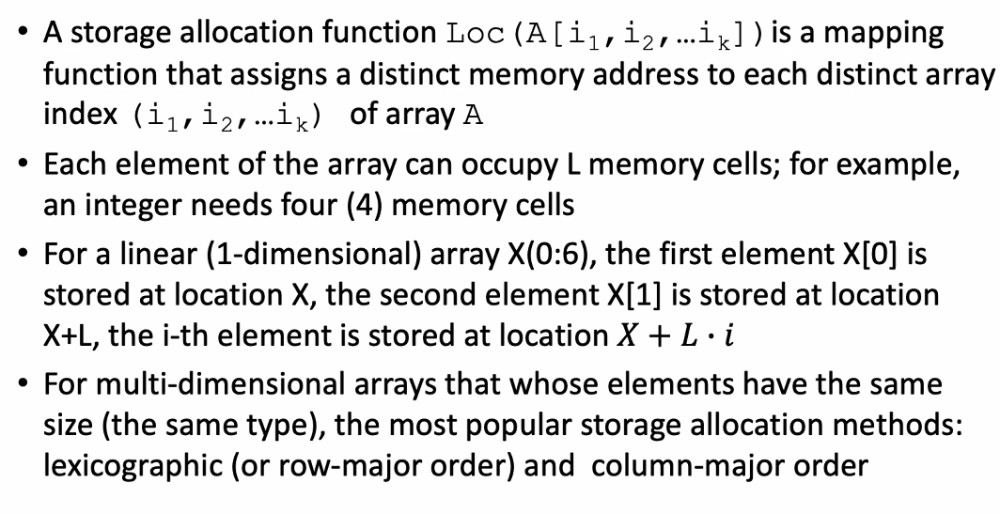 • A storage allocation function Loc(A[i₁,i₂,…iₖ]) is a mapping
function that assigns a distinct memory address to each distinct array
index (i₁,i₂,…iₖ) of array A
• Each element of the array can occupy L memory cells; for example,
an integer needs four (4) memory cells
• For a linear (1-dimensional) array X(0:6), the first element X[0] is
stored at location X, the second element X[1] is stored at location
X+L, the i-th element is stored at location X + L · i
• For multi-dimensional arrays that whose elements have the same
size (the same type), the most popular storage allocation methods:
lexicographic (or row-major order) and column-major order